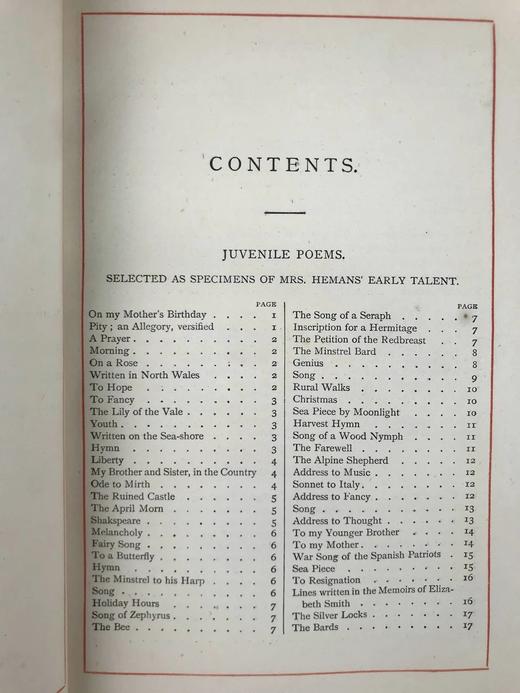 CONTENTS.
JUVENILE POEMS.
SELECTED AS SPECIMENS OF MRS. HEMANS' EARLY TALENT.
PAGE
On my Mother's Birthday . . . . 1
Pity ; an Allegory, versified . . . . 1
A Prayer . . . . . . . . . . 2
Morning . . . . . . . . . . 2
On a Rose . . . . . . . . . 2
Written in North Wales . . . . . 2
To Hope . . . . . . . . . 2
To Fancy . . . . . . . . . 3
The Lily of the Vale . . . . . . 3
Youth . . . . . . . . . . 3
Written on the Sea-shore . . . . 3
Hymn . . . . . . . . . . 3
Liberty . . . . . . . . . . 4
My Brother and Sister, in the Country 4
Ode to Mirth . . . . . . . . 4
The Ruined Castle . . . . . . 5
The April Morn . . . . . . . 5
Shakspeare . . . . . . . . . 5
Melancholy . . . . . . . . . 6
Fairy Song . . . . . . . . . 6
To a Butterfly . . . . . . . . 6
Hymn . . . . . . . . . . 6
The Minstrel to his Harp . . . . . 6
Song . . . . . . . . . . 6
Holiday Hours . . . . . . . . 7
Song of Zephyrus . . . . . . . 7
The Bee . . . . . . . . . . 7
PAGE
The Song of a Seraph . . . . . 7
Inscription for a Hermitage . . . 7
The Petition of the Redbreast . . 7
The Minstrel Bard . . . . . . 8
Genius . . . . . . . . . . 8
Song . . . . . . . . . . 9
Rural Walks . . . . . . . . 10
Christmas . . . . . . . . . 10
Sea Piece by Moonlight . . . . 10
Harvest Hymn . . . . . . . 11
Song of a Wood Nymph . . . . 11
The Farewell . . . . . . . . 11
The Alpine Shepherd . . . . . 12
Address to Music . . . . . . 12
Sonnet to Italy . . . . . . . 12
Address to Fancy . . . . . . 12
Song . . . . . . . . . . 13
Address to Thought . . . . . . 13
To my Younger Brother . . . . 14
To my Mother . . . . . . . . 14
War Song of the Spanish Patriots . 15
Sea Piece . . . . . . . . . 15
To Resignation . . . . . . . 16
Lines written in the Memoirs of Eliza-
beth Smith . . . . . . . . 16
The Silver Locks . . . . . . . 17
The Bards . . . . . . . . . 17